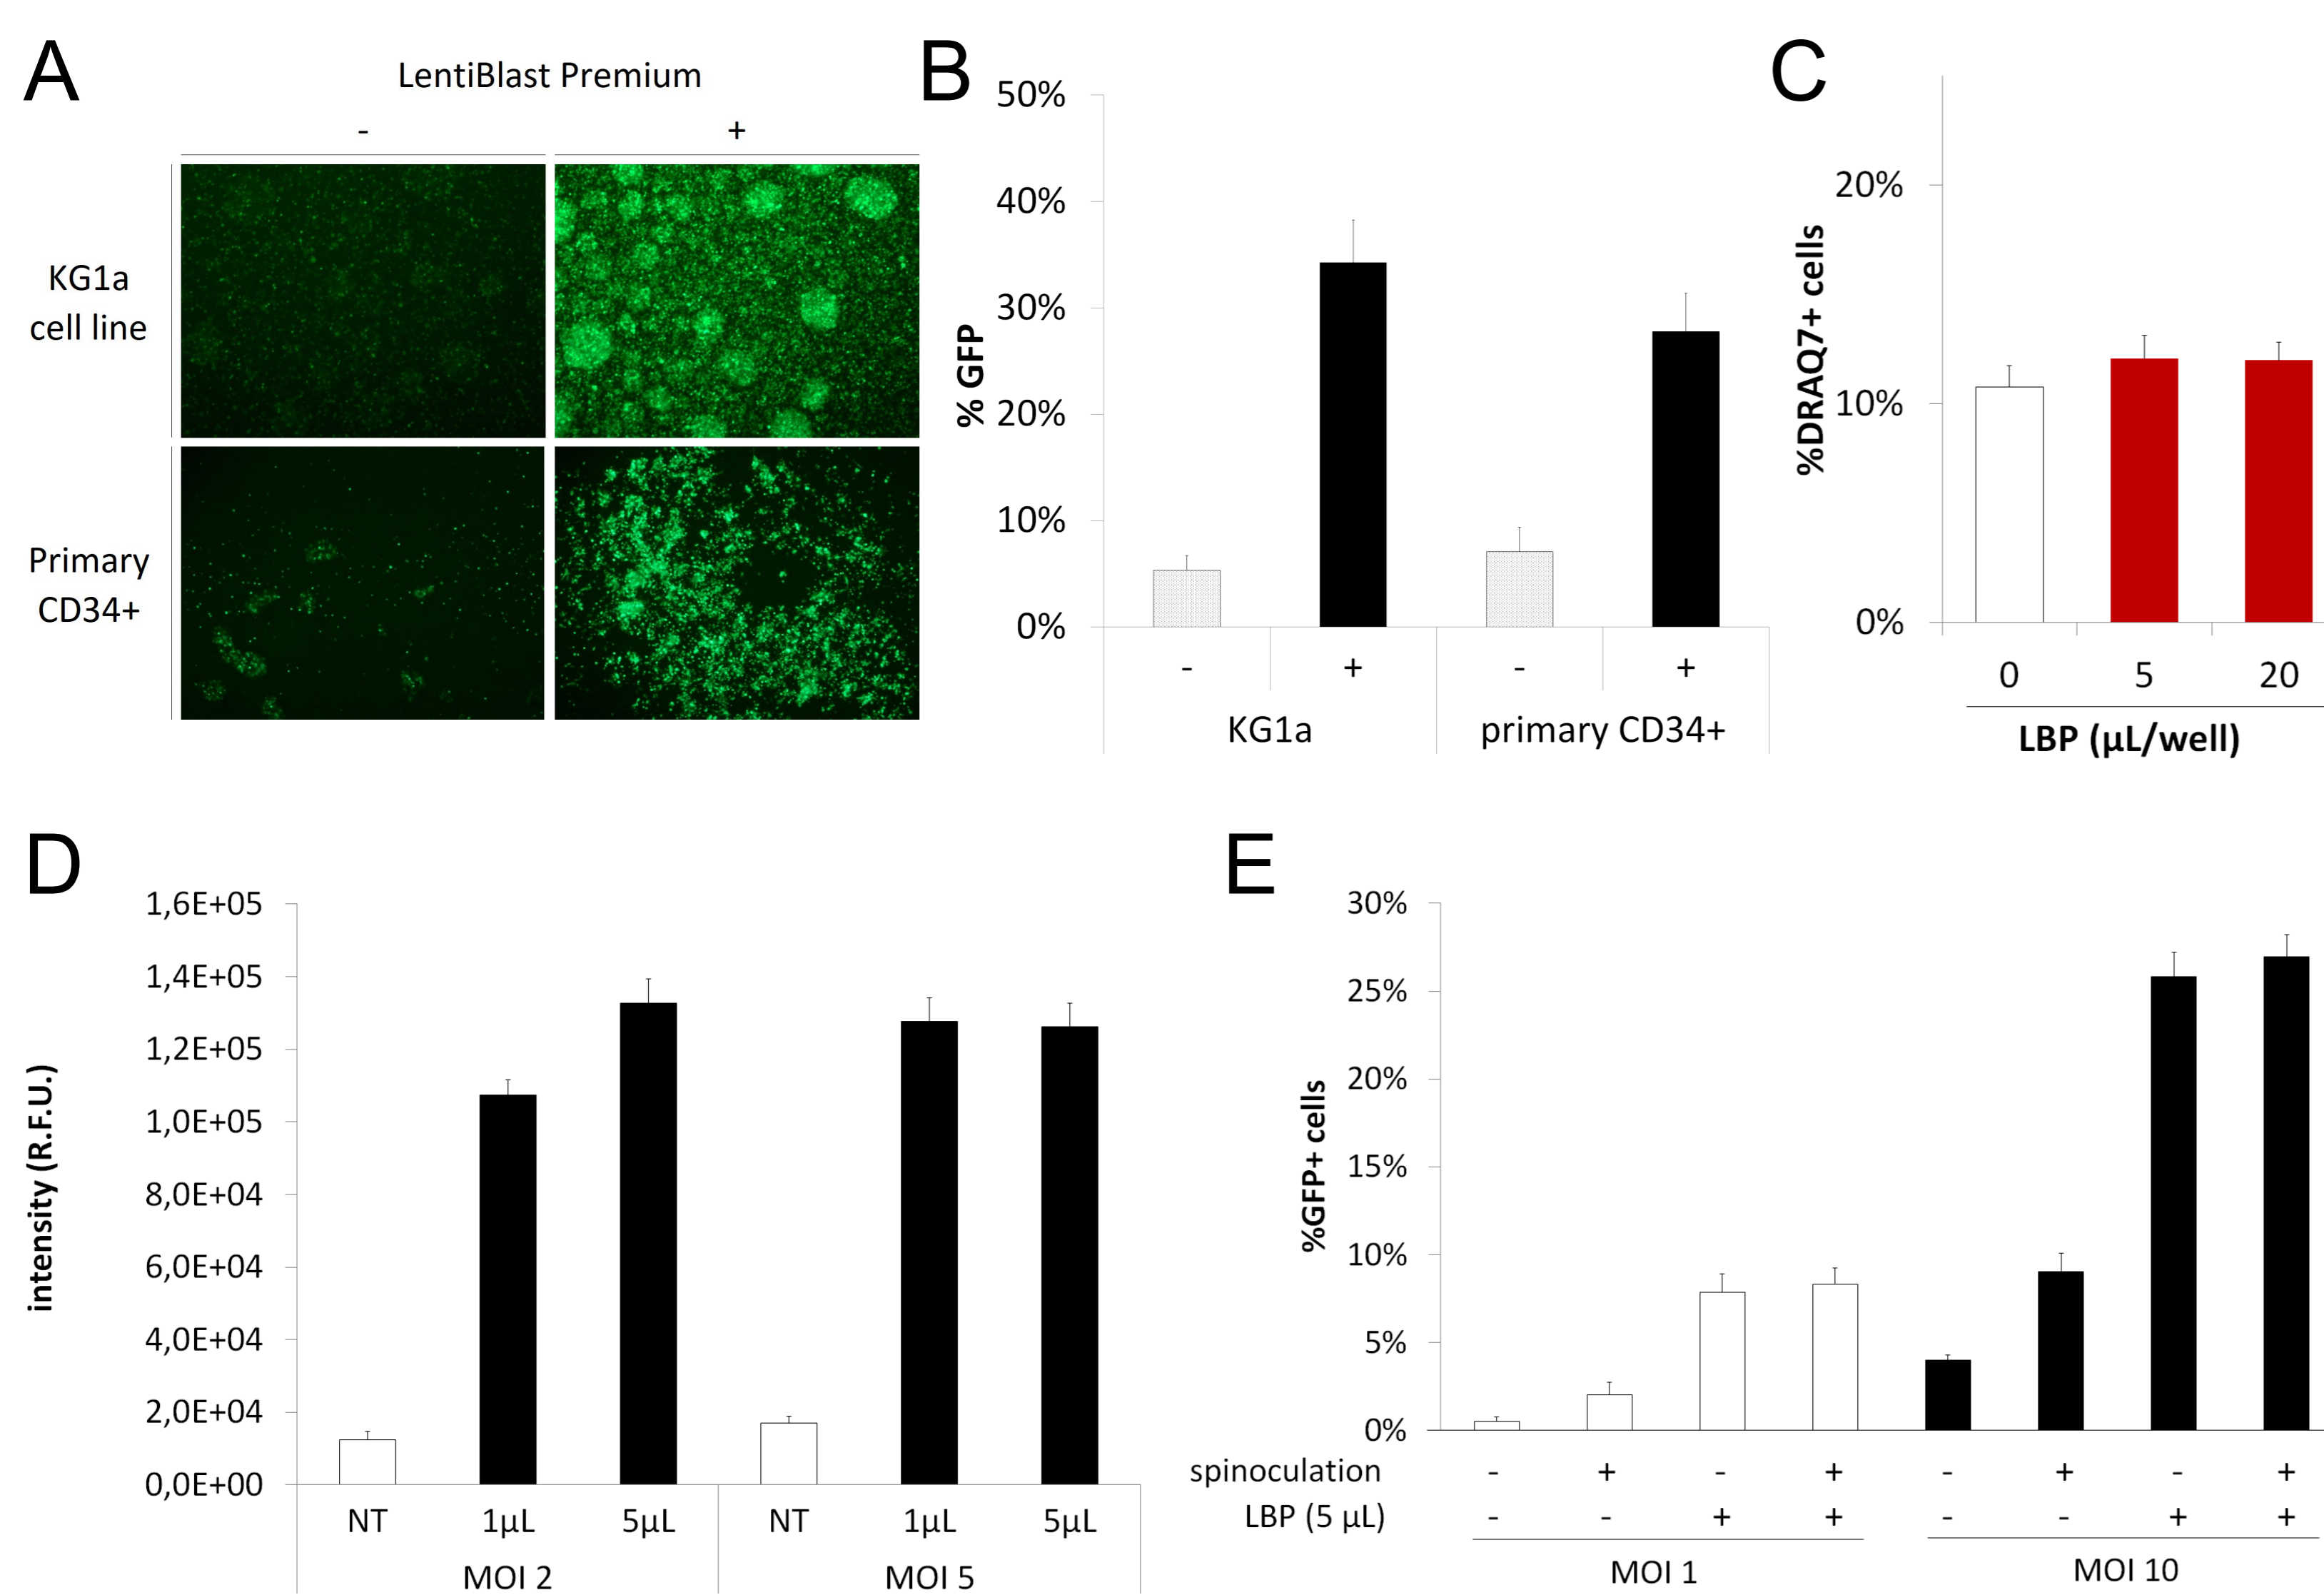 A
LentiBlast Premium
- +
KG1a
cell line
Primary
CD34+
B
50%
40%
30%
20%
10%
0%
% GFP
- + - +
KG1a primary CD34+
C
20%
10%
0%
%DRAQ7+ cells
0 5 20
LBP (µL/well)
D
1,6E+05
1,4E+05
1,2E+05
1,0E+05
8,0E+04
6,0E+04
4,0E+04
2,0E+04
0,0E+00
intensity (R.F.U.)
NT 1µL 5µL NT 1µL 5µL
MOI 2 MOI 5
E
30%
25%
20%
15%
10%
5%
0%
%GFP+ cells
spinoculation - + - + - + - +
LBP (5 µL) - - + + - - + +
MOI 1 MOI 10